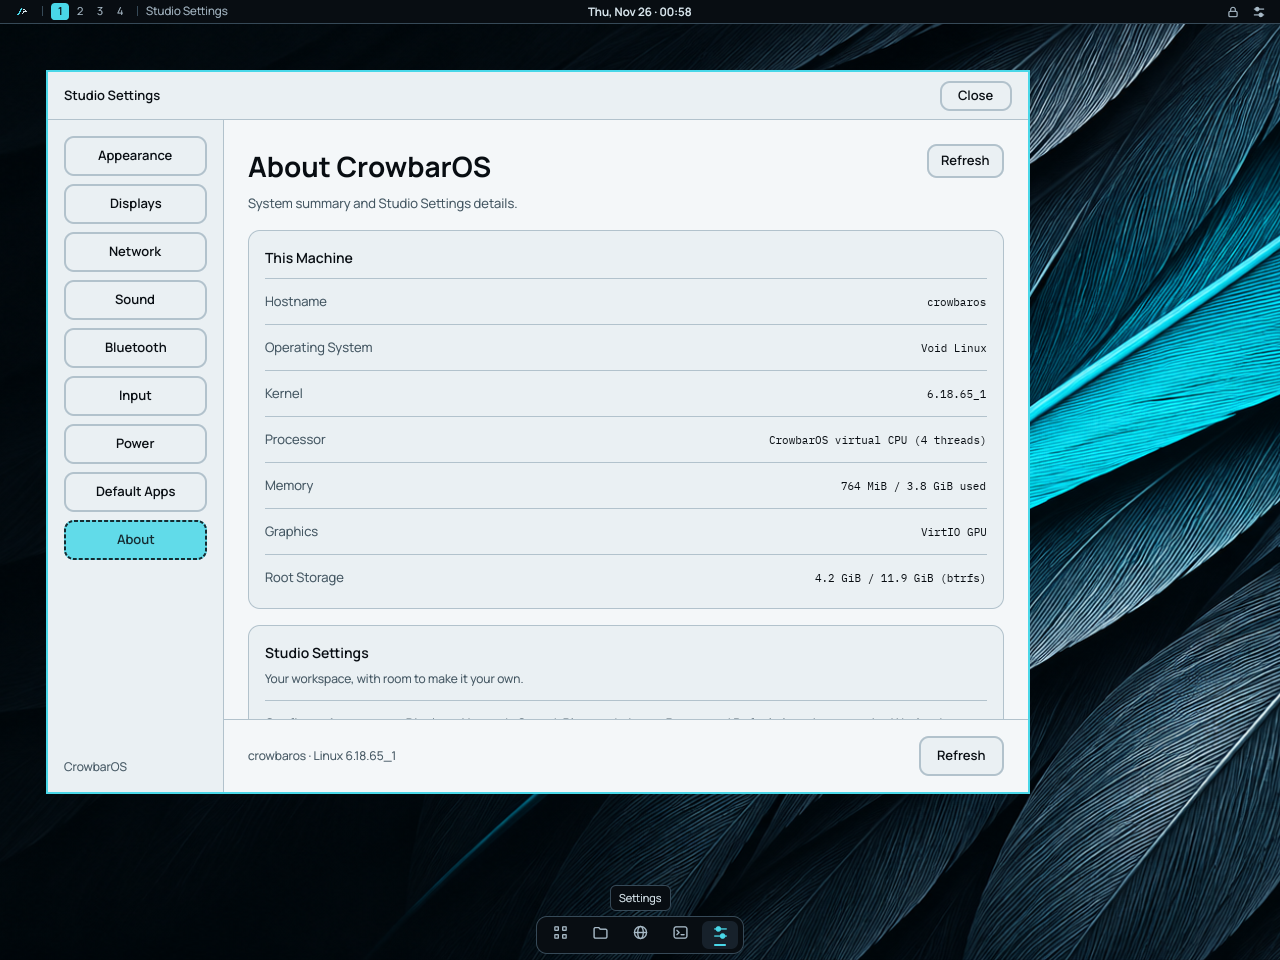 1 2 3 4 Studio Settings
Thu, Nov 26 · 00:58
Studio Settings
Close
Appearance
Displays
Network
Sound
Bluetooth
Input
Power
Default Apps
About
CrowbarOS
About CrowbarOS
Refresh
System summary and Studio Settings details.
This Machine
Hostname crowbaros
Operating System Void Linux
Kernel 6.18.65_1
Processor CrowbarOS virtual CPU (4 threads)
Memory 764 MiB / 3.8 GiB used
Graphics VirtIO GPU
Root Storage 4.2 GiB / 11.9 GiB (btrfs)
Studio Settings
Your workspace, with room to make it your own.
crowbaros · Linux 6.18.65_1
Refresh
Settings